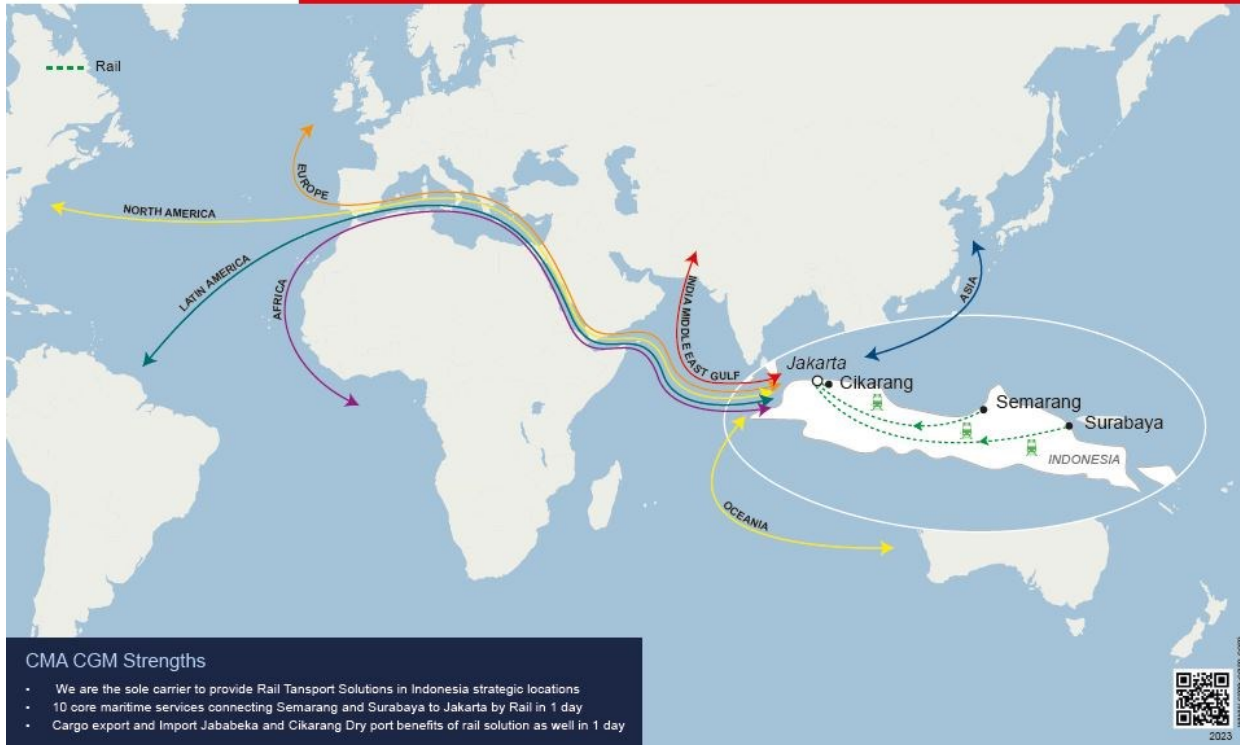 Rail
EUROPE
NORTH AMERICA
LATIN AMERICA
AFRICA
INDIA MIDDLE EAST GULF
ASIA
Jakarta
Cikarang
Semarang
Surabaya
INDONESIA
OCEANIA
CMA CGM Strengths
• We are the sole carrier to provide Rail Tansport Solutions in Indonesia strategic locations
• 10 core maritime services connecting Semarang and Surabaya to Jakarta by Rail in 1 day
• Cargo export and Import Jababeka and Cikarang Dry port benefits of rail solution as well in 1 day
2023